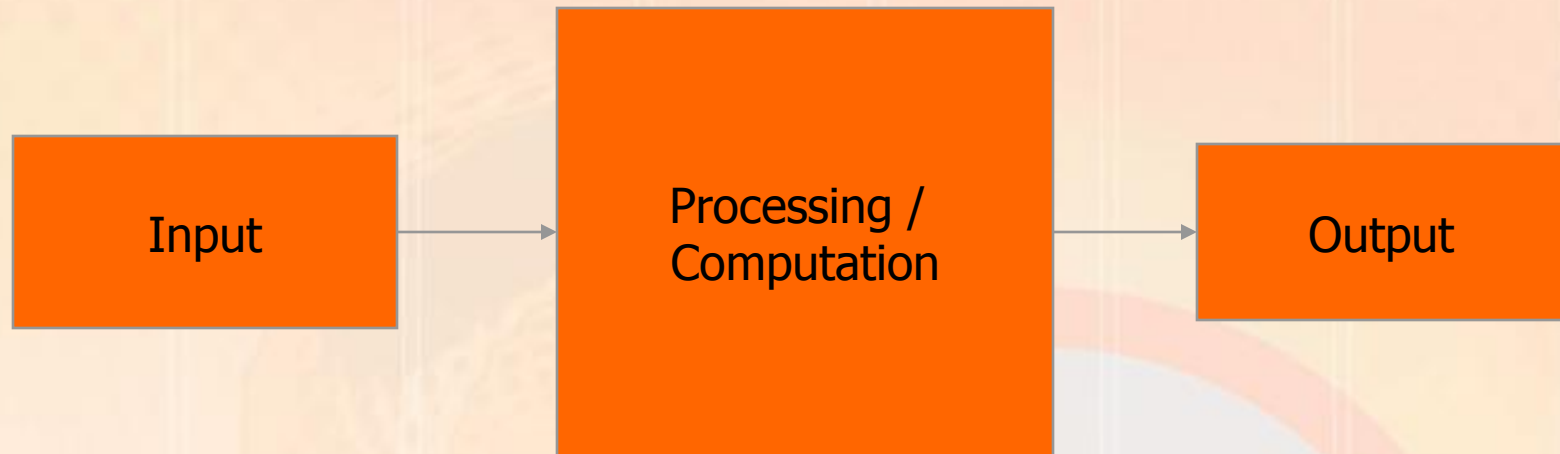 Input
Processing /
Computation
Output